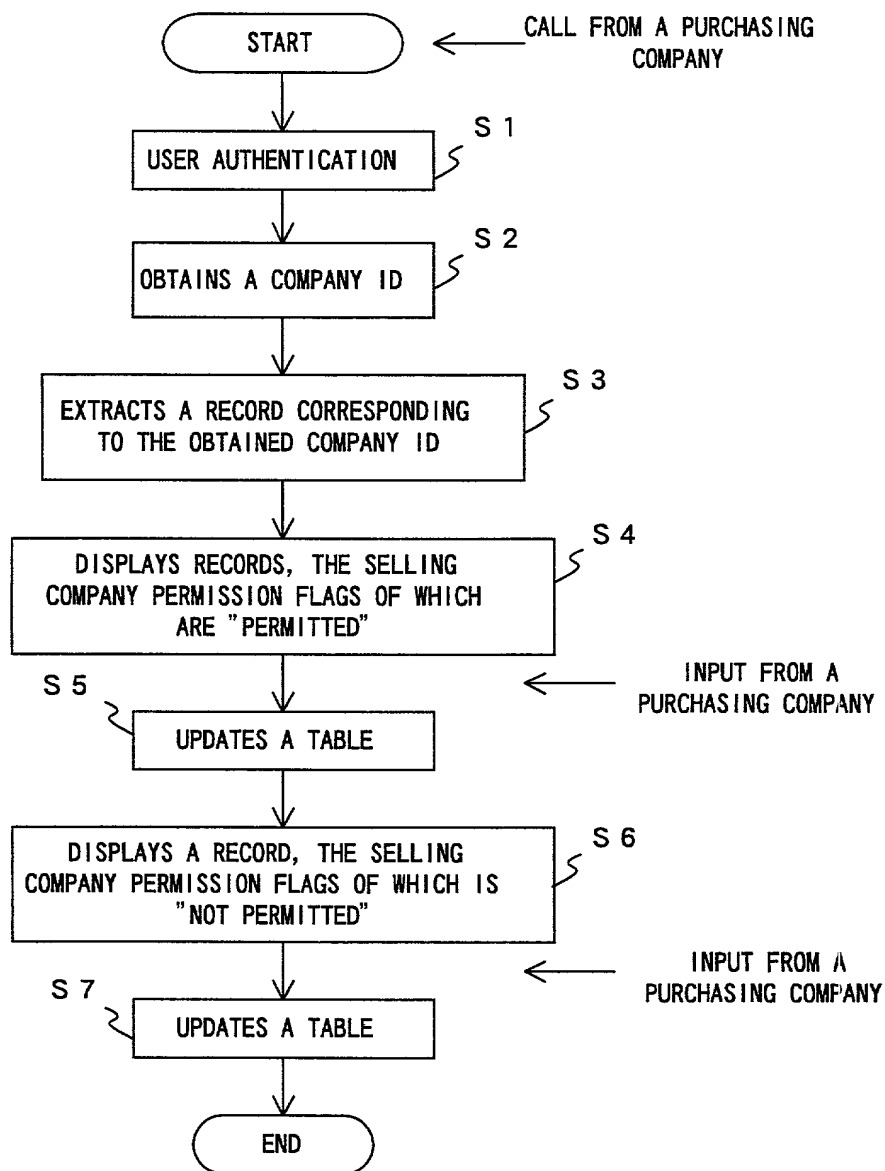 START
CALL FROM A PURCHASING
COMPANY
S 1
USER AUTHENTICATION
S 2
OBTAINS A COMPANY ID
S 3
EXTRACTS A RECORD CORRESPONDING
TO THE OBTAINED COMPANY ID
S 4
DISPLAYS RECORDS, THE SELLING
COMPANY PERMISSION FLAGS OF WHICH
ARE "PERMITTED"
INPUT FROM A
PURCHASING COMPANY
S 5
UPDATES A TABLE
S 6
DISPLAYS A RECORD, THE SELLING
COMPANY PERMISSION FLAGS OF WHICH IS
"NOT PERMITTED"
INPUT FROM A
PURCHASING COMPANY
S 7
UPDATES A TABLE
END